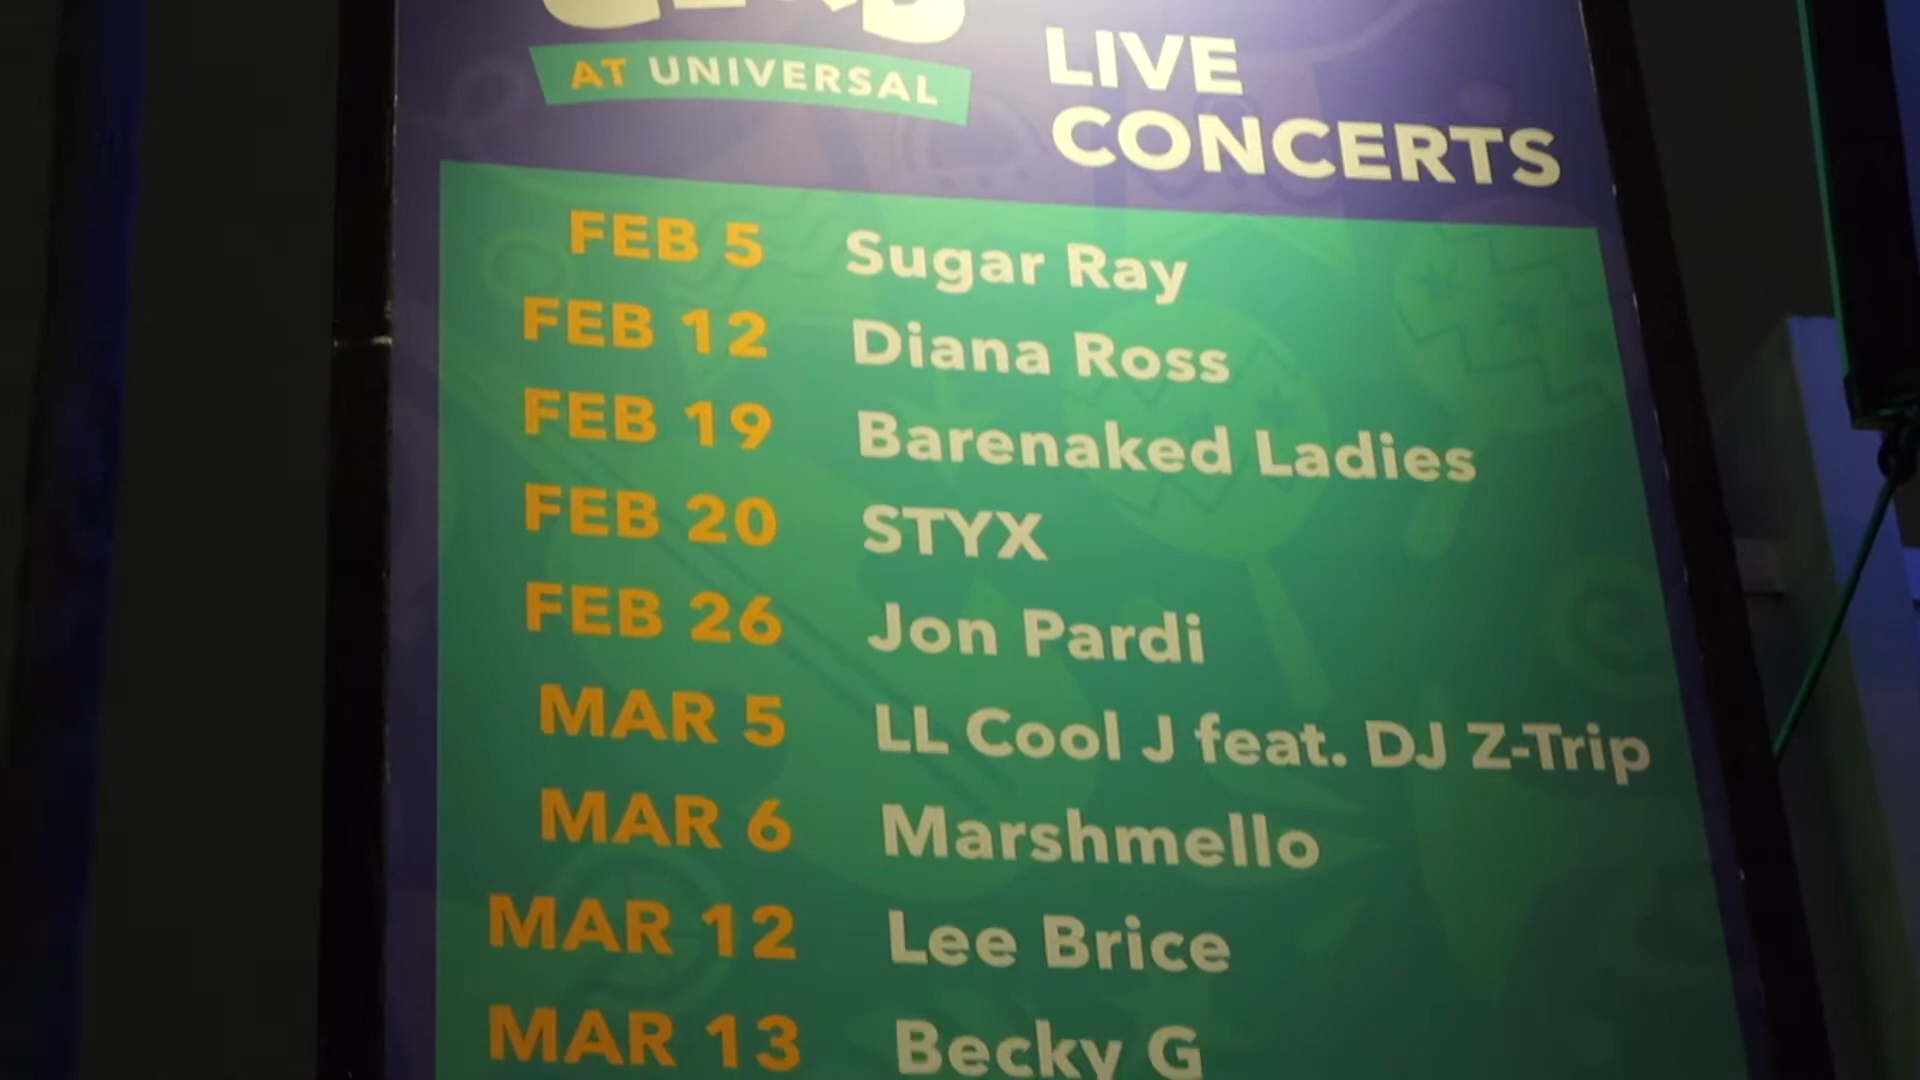 AT UNIVERSAL
LIVE
CONCERTS
FEB 5 Sugar Ray
FEB 12 Diana Ross
FEB 19 Barenaked Ladies
FEB 20 STYX
FEB 26 Jon Pardi
MAR 5 LL Cool J feat. DJ Z-Trip
MAR 6 Marshmello
MAR 12 Lee Brice
MAR 13 Becky G